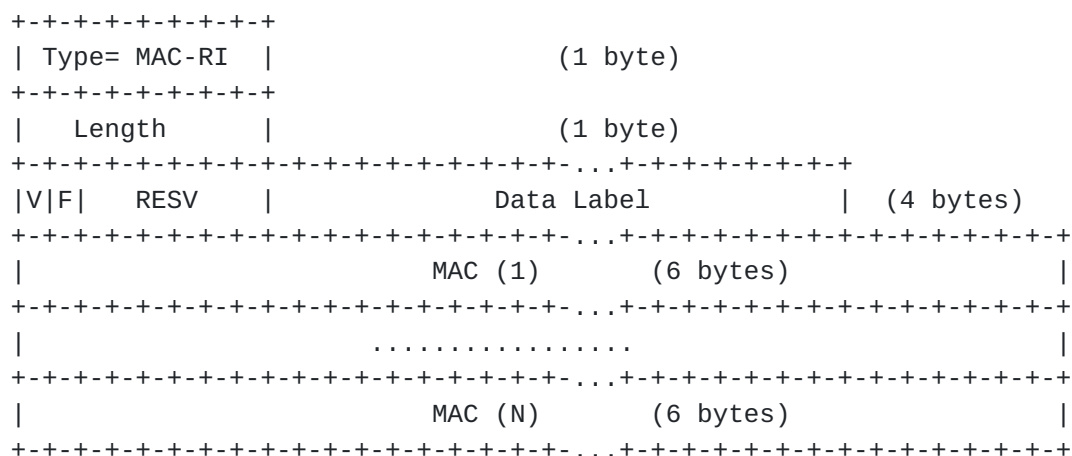 +-+-+-+-+-+-+-+-+
| Type= MAC-RI  |                  (1 byte)
+-+-+-+-+-+-+-+-+
|   Length      |                  (1 byte)
+-+-+-+-+-+-+-+-+-+-+-+-+-+-+-+-+-+-+-...+-+-+-+-+-+-+-+
|V|F|   RESV    |              Data Label            |  (4 bytes)
+-+-+-+-+-+-+-+-+-+-+-+-+-+-+-+-+-+-+-...+-+-+-+-+-+-+-+-+-+-+-+-+-+-+
|                          MAC (1)       (6 bytes)                 |
+-+-+-+-+-+-+-+-+-+-+-+-+-+-+-+-+-+-+-...+-+-+-+-+-+-+-+-+-+-+-+-+-+-+
|                      .................                           |
+-+-+-+-+-+-+-+-+-+-+-+-+-+-+-+-+-+-+-...+-+-+-+-+-+-+-+-+-+-+-+-+-+-+
|                          MAC (N)       (6 bytes)                 |
+-+-+-+-+-+-+-+-+-+-+-+-+-+-+-+-+-+-+-...+-+-+-+-+-+-+-+-+-+-+-+-+-+-+